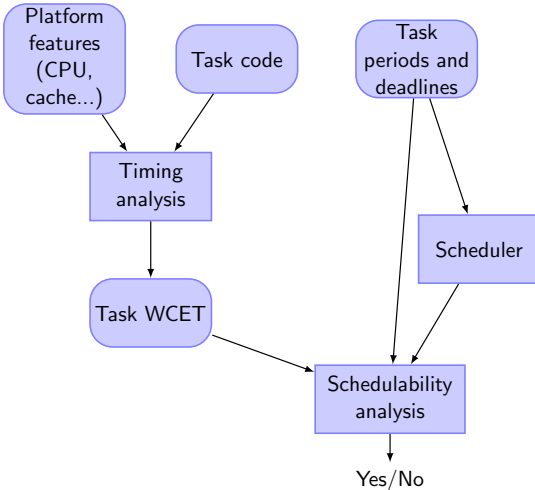 Platform
features
(CPU,
cache...)
Task code
Task
periods and
deadlines
Timing
analysis
Scheduler
Task WCET
Schedulability
analysis
Yes/No